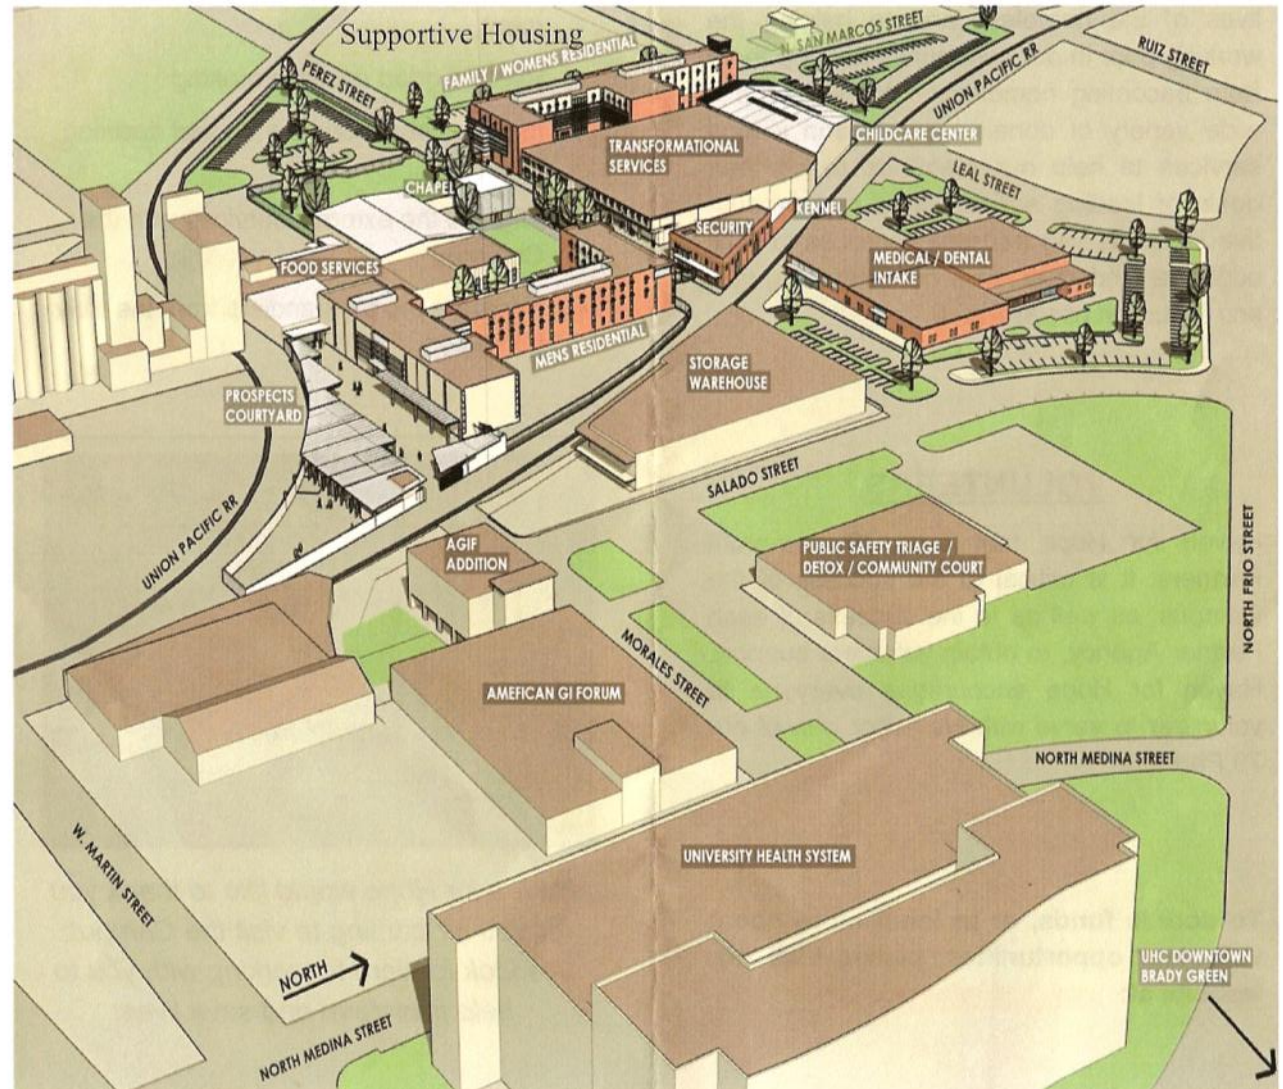 Supportive Housing
N. SAN MARCOS STREET
RUIZ STREET
PEREZ STREET
FAMILY / WOMENS RESIDENTIAL
UNION PACIFIC RR
CHILDCARE CENTER
TRANSFORMATIONAL
SERVICES
LEAL STREET
CHAPEL
KENNEL
SECURITY
MEDICAL / DENTAL
INTAKE
FOOD SERVICES
MENS RESIDENTIAL
STORAGE
WAREHOUSE
PROSPECTS
COURTYARD
SALADO STREET
UNION PACIFIC RR
AGIF
ADDITION
PUBLIC SAFETY TRIAGE /
DETOX / COMMUNITY COURT
NORTH FRIO STREET
MORALES STREET
AMEFICAN GI FORUM
NORTH MEDINA STREET
W. MARTIN STREET
UNIVERSITY HEALTH SYSTEM
NORTH
UHC DOWNTOWN
BRADY GREEN
NORTH MEDINA STREET